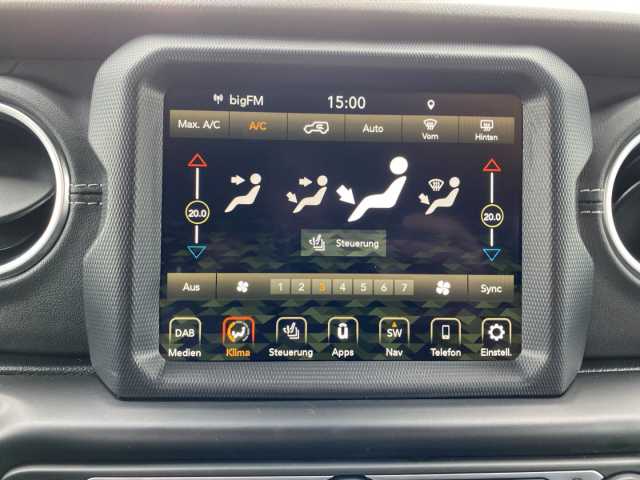 bigFM 15:00
Max. A/C A/C Auto Vorn Hinten
20.0 20.0
Steuerung
Aus 1 2 3 4 5 6 7 Sync
DAB SW
Medien Klima Steuerung Apps Nav Telefon Einstell.